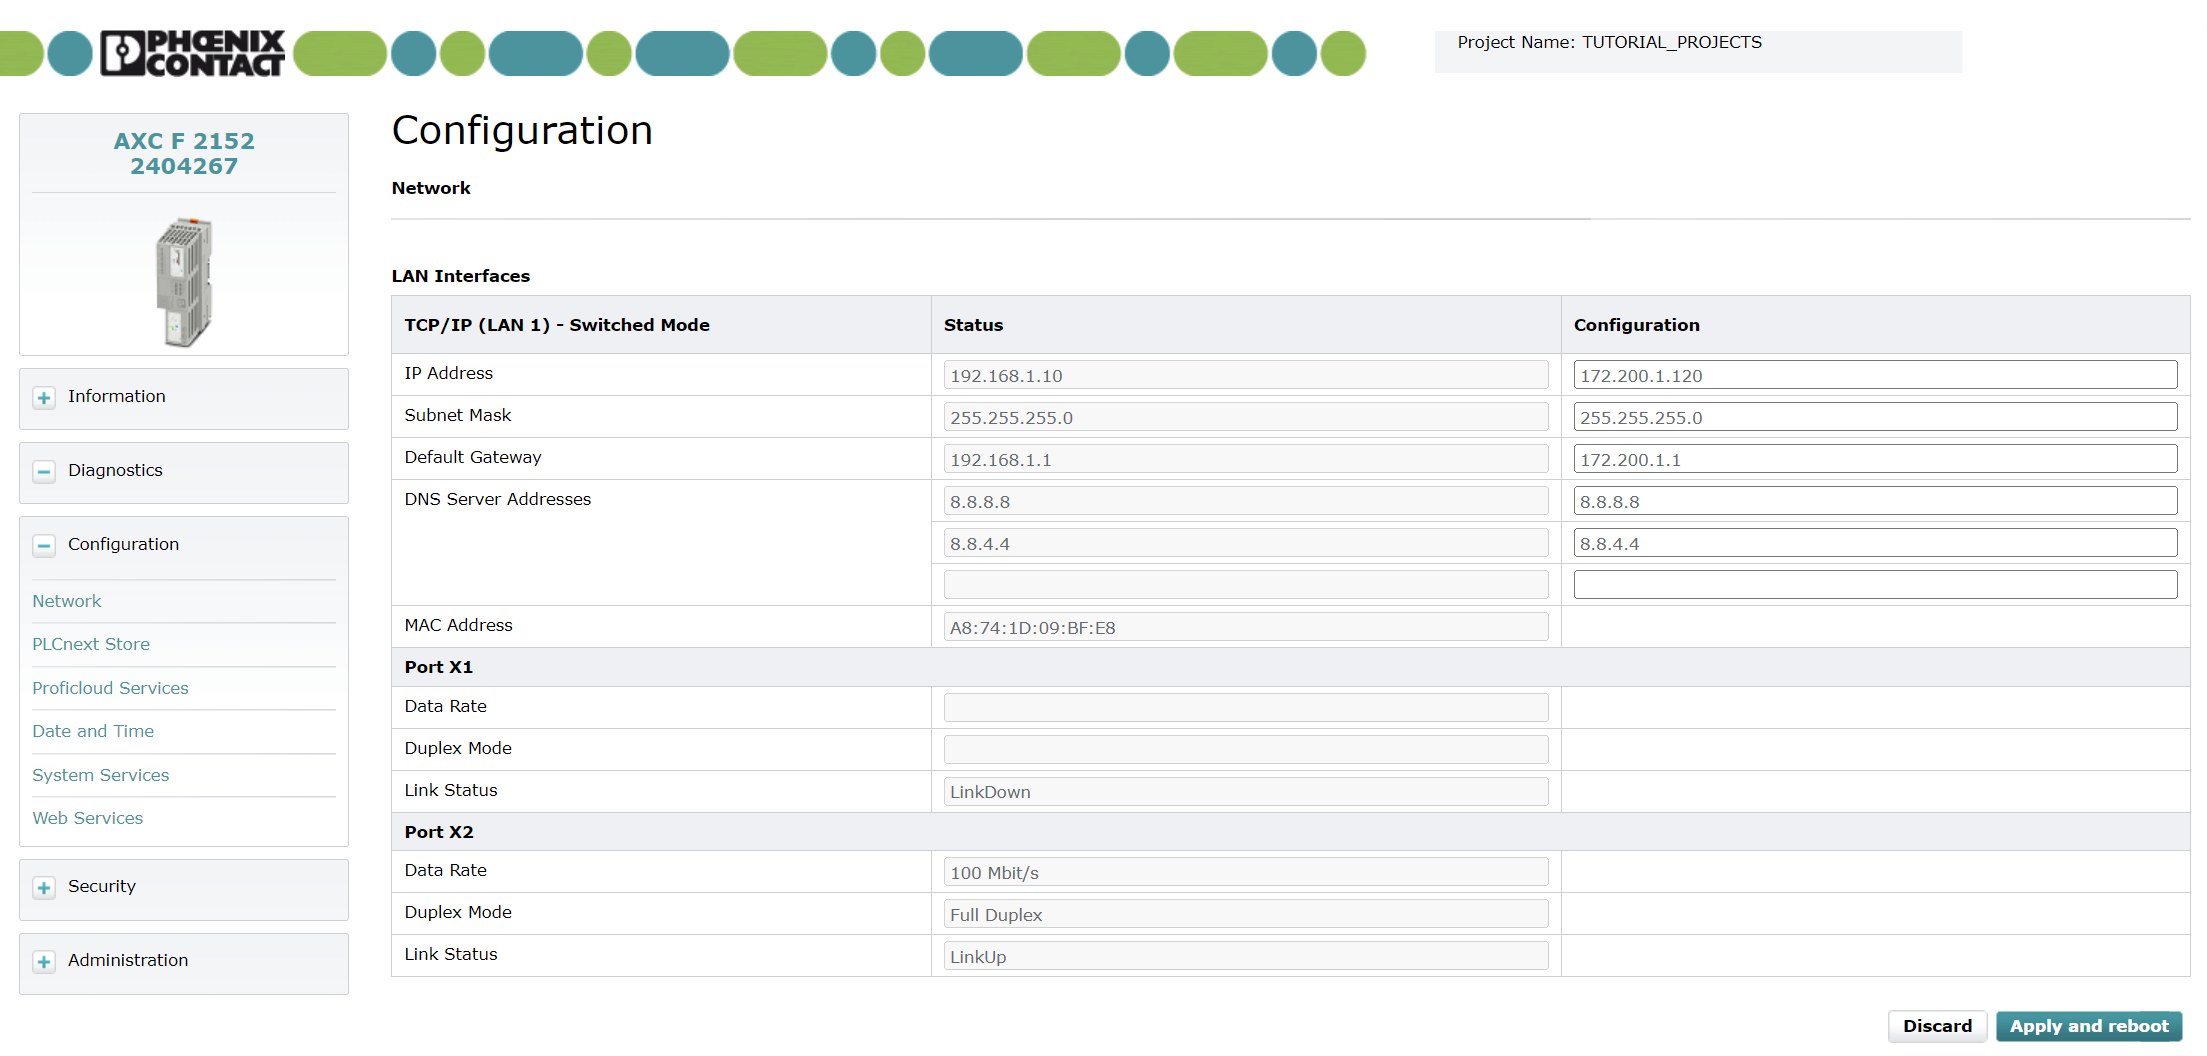 PHŒNIX
CONTACT
Project Name: TUTORIAL_PROJECTS
AXC F 2152
2404267
Information
Diagnostics
Configuration
Network
PLCnext Store
Proficloud Services
Date and Time
System Services
Web Services
Security
Administration
Configuration
Network
LAN Interfaces
TCP/IP (LAN 1) - Switched Mode Status Configuration
IP Address 192.168.1.10 172.200.1.120
Subnet Mask 255.255.255.0 255.255.255.0
Default Gateway 192.168.1.1 172.200.1.1
DNS Server Addresses 8.8.8.8 8.8.8.8
8.8.4.4 8.8.4.4
MAC Address A8:74:1D:09:BF:E8
Port X1
Data Rate
Duplex Mode
Link Status LinkDown
Port X2
Data Rate 100 Mbit/s
Duplex Mode Full Duplex
Link Status LinkUp
Discard Apply and reboot